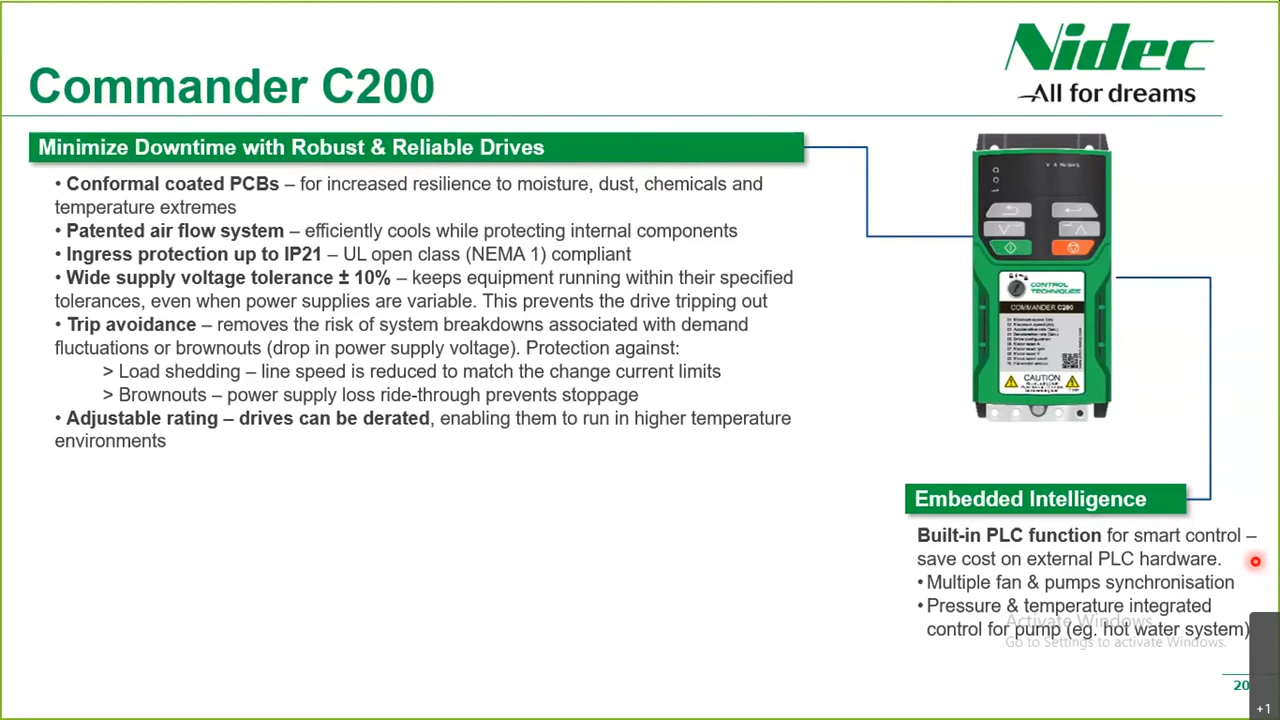 Nidec
All for dreams
Commander C200
Minimize Downtime with Robust & Reliable Drives
• Conformal coated PCBs – for increased resilience to moisture, dust, chemicals and
temperature extremes
• Patented air flow system – efficiently cools while protecting internal components
• Ingress protection up to IP21 – UL open class (NEMA 1) compliant
• Wide supply voltage tolerance ± 10% – keeps equipment running within their specified
tolerances, even when power supplies are variable. This prevents the drive tripping out
• Trip avoidance – removes the risk of system breakdowns associated with demand
fluctuations or brownouts (drop in power supply voltage). Protection against:
> Load shedding – line speed is reduced to match the change current limits
> Brownouts – power supply loss ride-through prevents stoppage
• Adjustable rating – drives can be derated, enabling them to run in higher temperature
environments
CONTROL
TECHNIQUES
COMMANDER C200
CAUTION
Embedded Intelligence
Built-in PLC function for smart control –
save cost on external PLC hardware.
• Multiple fan & pumps synchronisation
• Pressure & temperature integrated
control for pump (eg. hot water system)
Activate Windows
Go to Settings to activate Windows.
20
+1